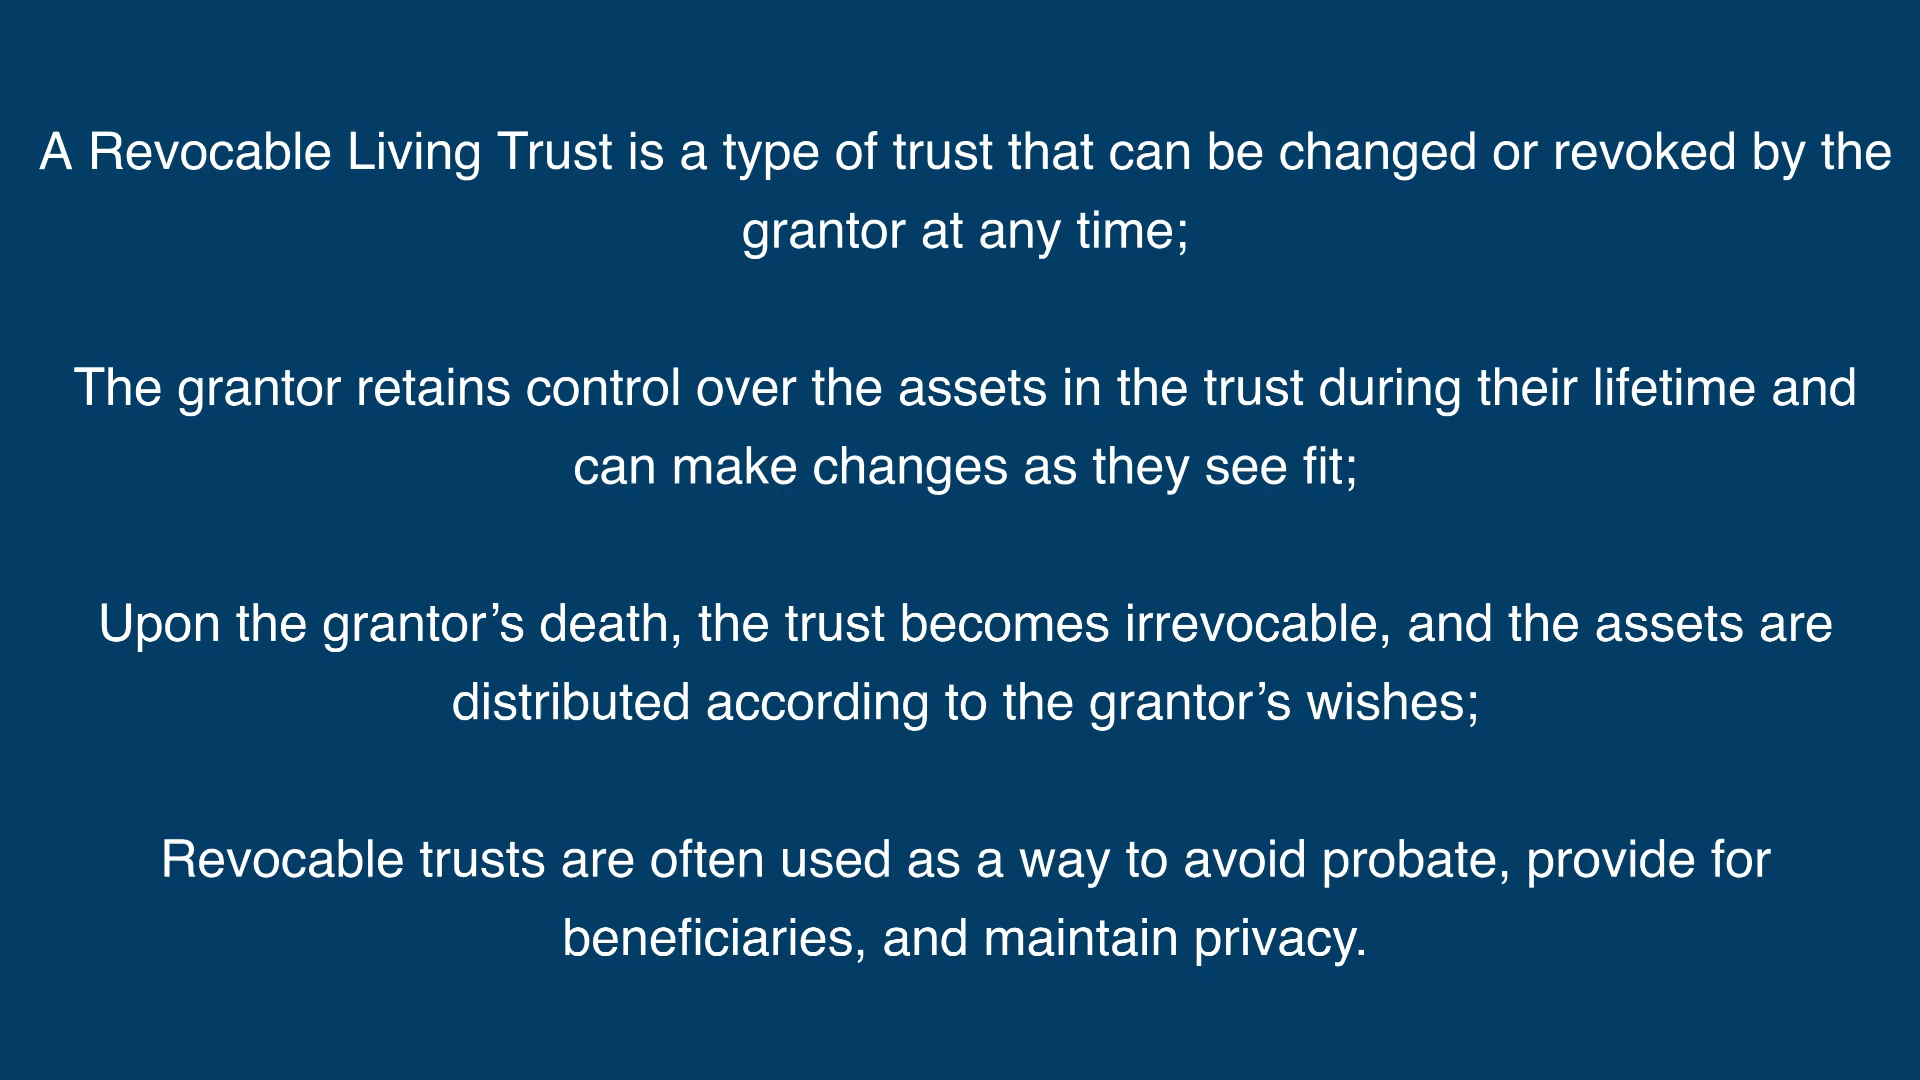 A Revocable Living Trust is a type of trust that can be changed or revoked by the
grantor at any time;
The grantor retains control over the assets in the trust during their lifetime and
can make changes as they see fit;
Upon the grantor’s death, the trust becomes irrevocable, and the assets are
distributed according to the grantor’s wishes;
Revocable trusts are often used as a way to avoid probate, provide for
beneficiaries, and maintain privacy.